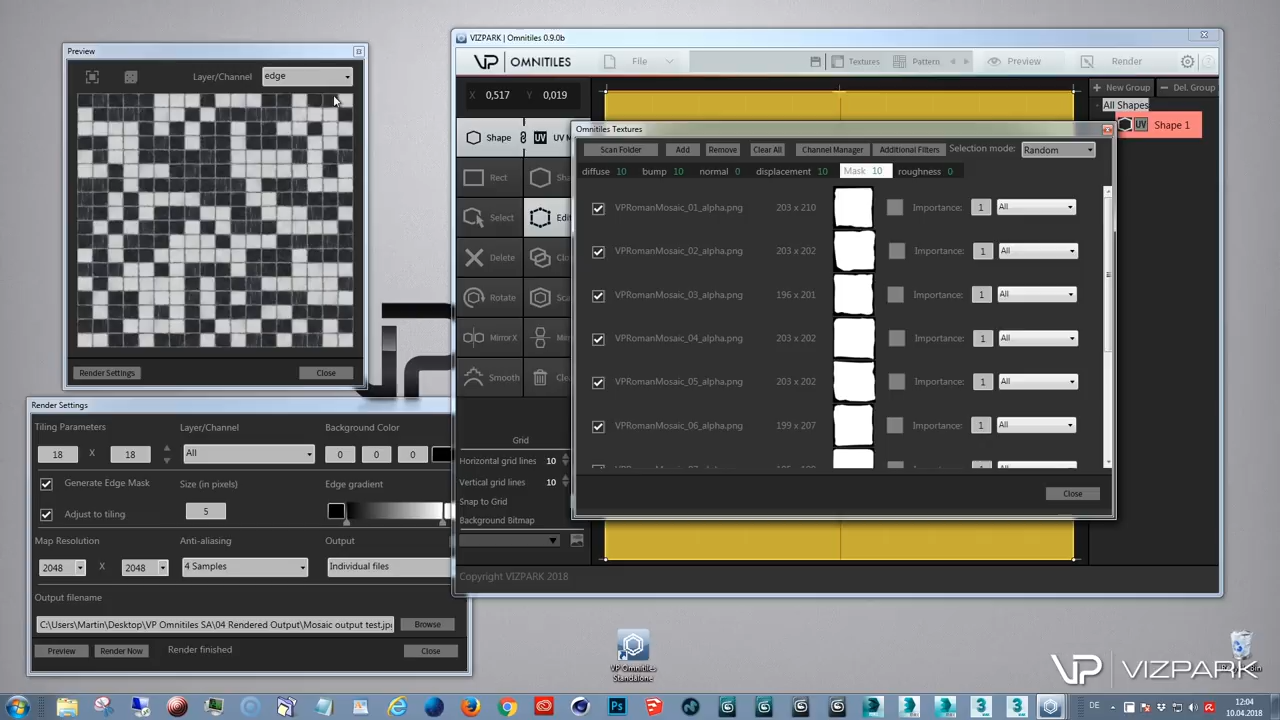 Preview
Layer/Channel
edge
Render Settings
Close
Render Settings
Tiling Parameters
Layer/Channel
Background Color
18 X 18
All
0 0 0
Generate Edge Mask
Size (in pixels)
Edge gradient
Adjust to tiling
5
Map Resolution
Anti-aliasing
Output
2048 X 2048
4 Samples
Individual files
Output filename
C:\Users\Martin\Desktop\VP Omnitiles SA\04 Rendered Output\Mosaic output test.jp
Browse
Preview
Render Now
Render finished
Close
VIZPARK | Omnitiles 0.9.0b
VP OMNITILES
File
Textures
Pattern
Preview
Render
X 0,517 Y 0,019
New Group
Del. Group
All Shapes
UV Shape 1
Shape
UV
Rect
Select
Delete
Rotate
MirrorX
Smooth
Grid
Horizontal grid lines 10
Vertical grid lines 10
Snap to Grid
Background Bitmap
Copyright VIZPARK 2018
Omnitiles Textures
Scan Folder
Add
Remove
Clear All
Channel Manager
Additional Filters
Selection mode:
Random
diffuse 10 bump 10 normal 0 displacement 10 Mask 10 roughness 0
VPRomanMosaic_01_alpha.png 203 x 210 Importance: 1 All
VPRomanMosaic_02_alpha.png 203 x 202 Importance: 1 All
VPRomanMosaic_03_alpha.png 196 x 201 Importance: 1 All
VPRomanMosaic_04_alpha.png 203 x 202 Importance: 1 All
VPRomanMosaic_05_alpha.png 203 x 202 Importance: 1 All
VPRomanMosaic_06_alpha.png 199 x 207 Importance: 1 All
Close
VP Omnitiles
Standalone
VP VIZPARK
DE
12:04
10.04.2018